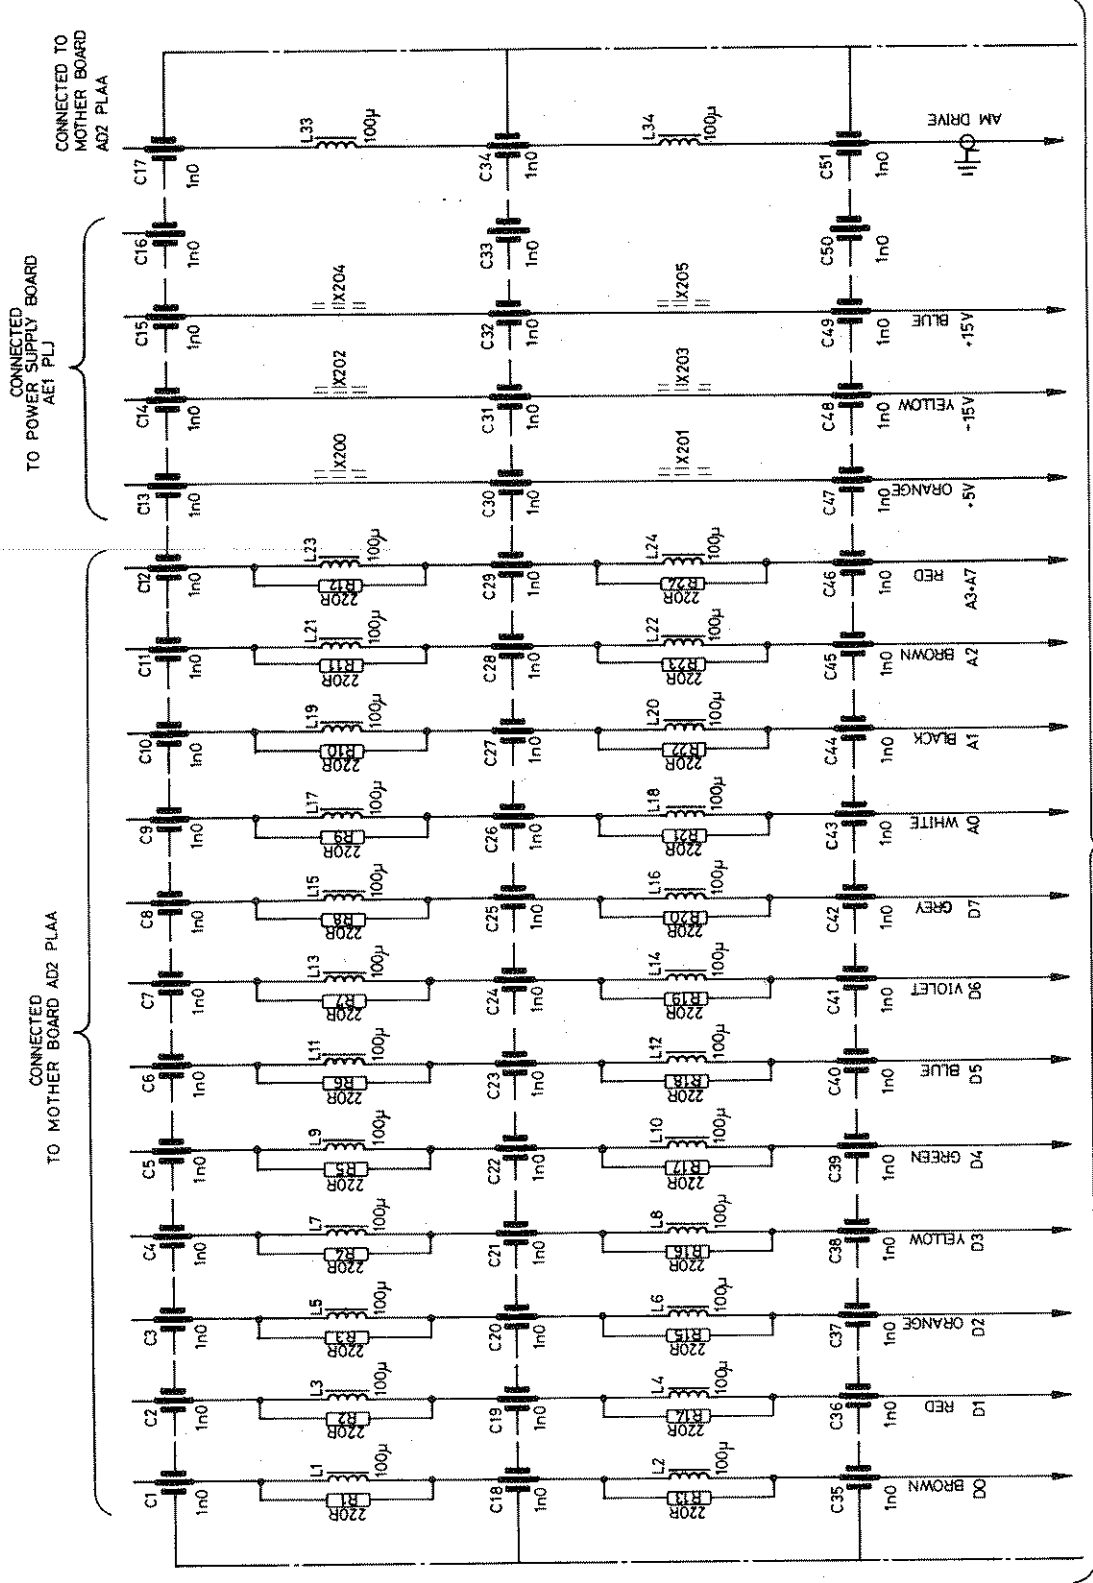 CONNECTED
TO MOTHER BOARD AD2 PLAA
CONNECTED
TO POWER SUPPLY BOARD
AE1 PLJ
CONNECTED TO
MOTHER BOARD
AD2 PLAA
C1
1n0
C2
1n0
C3
1n0
C4
1n0
C5
1n0
C6
1n0
C7
1n0
C8
1n0
C9
1n0
C10
1n0
C11
1n0
C12
1n0
C13
1n0
C14
1n0
C15
1n0
C16
1n0
C17
1n0
L1
100µ
R1
220R
L3
100µ
R2
220R
L5
100µ
R3
220R
L7
100µ
R4
220R
L9
100µ
R5
220R
L11
100µ
R6
220R
L13
100µ
R7
220R
L15
100µ
R8
220R
L17
100µ
R9
220R
L19
100µ
R10
220R
L21
100µ
R11
220R
L23
100µ
R12
220R
X200
X202
X204
L33
100µ
C18
1n0
C19
1n0
C20
1n0
C21
1n0
C22
1n0
C23
1n0
C24
1n0
C25
1n0
C26
1n0
C27
1n0
C28
1n0
C29
1n0
C30
1n0
C31
1n0
C32
1n0
C33
1n0
C34
1n0
L2
100µ
R13
220R
L4
100µ
R14
220R
L6
100µ
R15
220R
L8
100µ
R16
220R
L10
100µ
R17
220R
L12
100µ
R18
220R
L14
100µ
R19
220R
L16
100µ
R20
220R
L18
100µ
R21
220R
L20
100µ
R22
220R
L22
100µ
R23
220R
L24
100µ
R24
220R
X201
X203
X205
L34
100µ
C35
1n0
C36
1n0
C37
1n0
C38
1n0
C39
1n0
C40
1n0
C41
1n0
C42
1n0
C43
1n0
C44
1n0
C45
1n0
C46
1n0
C47
1n0
C48
1n0
C49
1n0
C50
1n0
C51
1n0
BROWN
D0
RED
D1
ORANGE
D2
YELLOW
D3
GREEN
D4
BLUE
D5
VIOLET
D6
GREY
D7
WHITE
A0
BLACK
A1
BROWN
A2
RED
A3+A7
ORANGE
+5V
YELLOW
-15V
BLUE
+15V
AM DRIVE